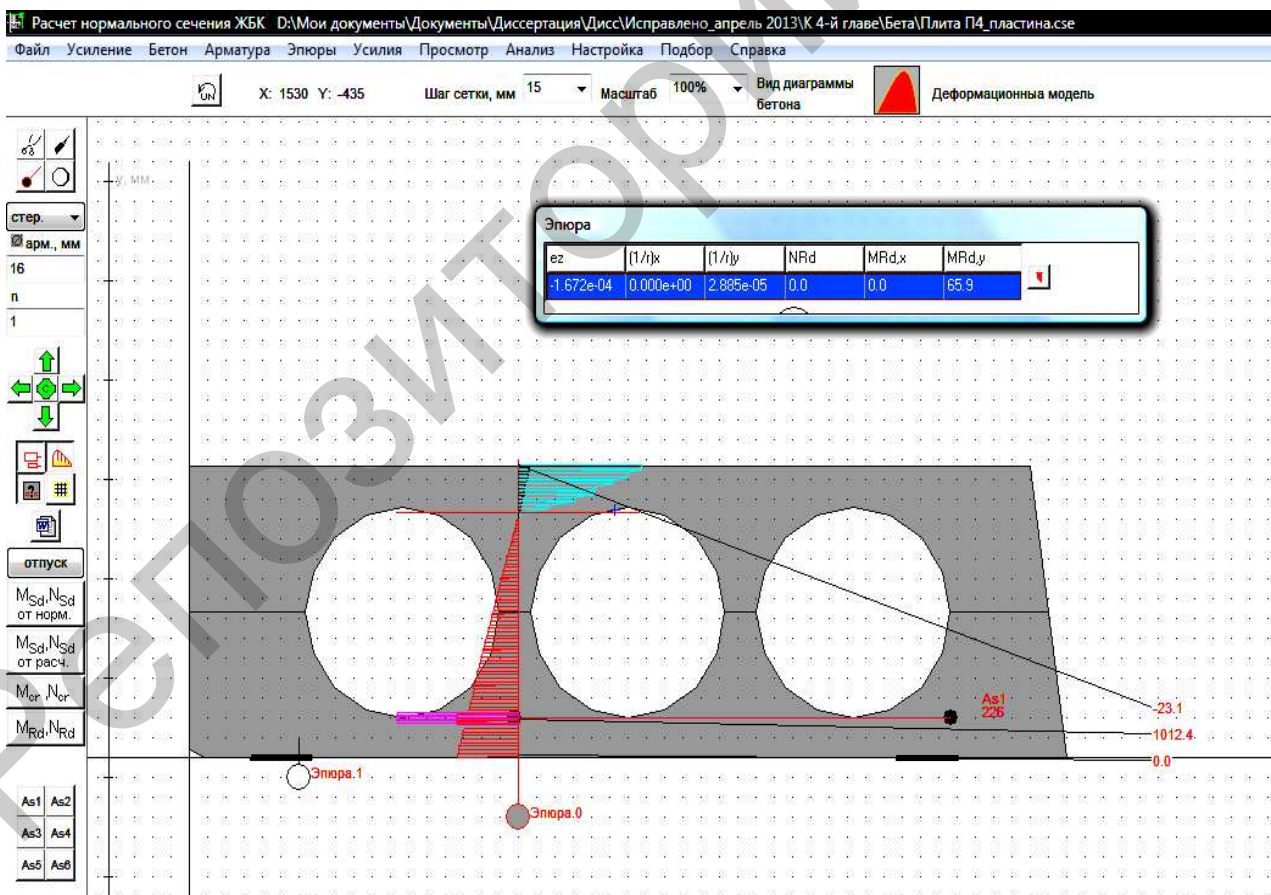 Расчет нормального сечения ЖБК D:\Мои документы\Документы\Диссертация\Дисс\Исправлено_апрель 2013\К 4-й главе\Бета\Плита П4_пластина.cse
Файл Усиление Бетон Арматура Эпюры Усилия Просмотр Анализ Настройка Подбор Справка
UN X: 1530 Y: -435 Шаг сетки, мм 15 Масштаб 100% Вид диаграммы бетона Деформационныа модель
y, мм
стер.
арм., мм
16
n
1
Эпюра
ez (1/r)x (1/r)y NRd MRd,x MRd,y
-1.672e-04 0.000e+00 2.885e-05 0.0 0.0 65.9
отпуск
MSd,NSd
от норм.
MSd,NSd
от расч.
Mcr ,Ncr
MRd,NRd
As1
226
-23.1
1012.4
0.0
Эпюра.1
Эпюра.0
As1 As2
As3 As4
As5 As6
Репозиторий